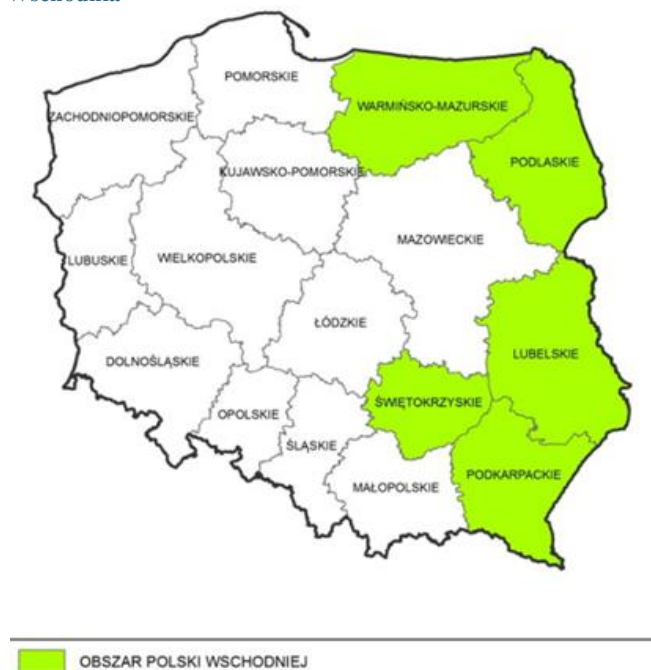 POMORSKIE
WARMIŃSKO-MAZURSKIE
ZACHODNIOPOMORSKIE
PODLASKIE
KUJAWSKO-POMORSKIE
MAZOWIECKIE
LUBUSKIE
WIELKOPOLSKIE
ŁÓDZKIE
LUBELSKIE
DOLNOŚLĄSKIE
ŚWIĘTOKRZYSKIE
OPOLSKIE
ŚLĄSKIE
PODKARPACKIE
MAŁOPOLSKIE
OBSZAR POLSKI WSCHODNIEJ